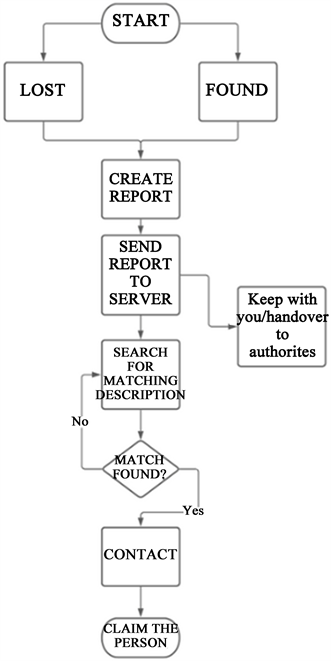 START
LOST
FOUND
CREATE
REPORT
SEND
REPORT
TO
SERVER
Keep with
you/handover
to
authorites
SEARCH
FOR
MATCHING
DESCRIPTION
No
MATCH
FOUND?
Yes
CONTACT
CLAIM THE
PERSON